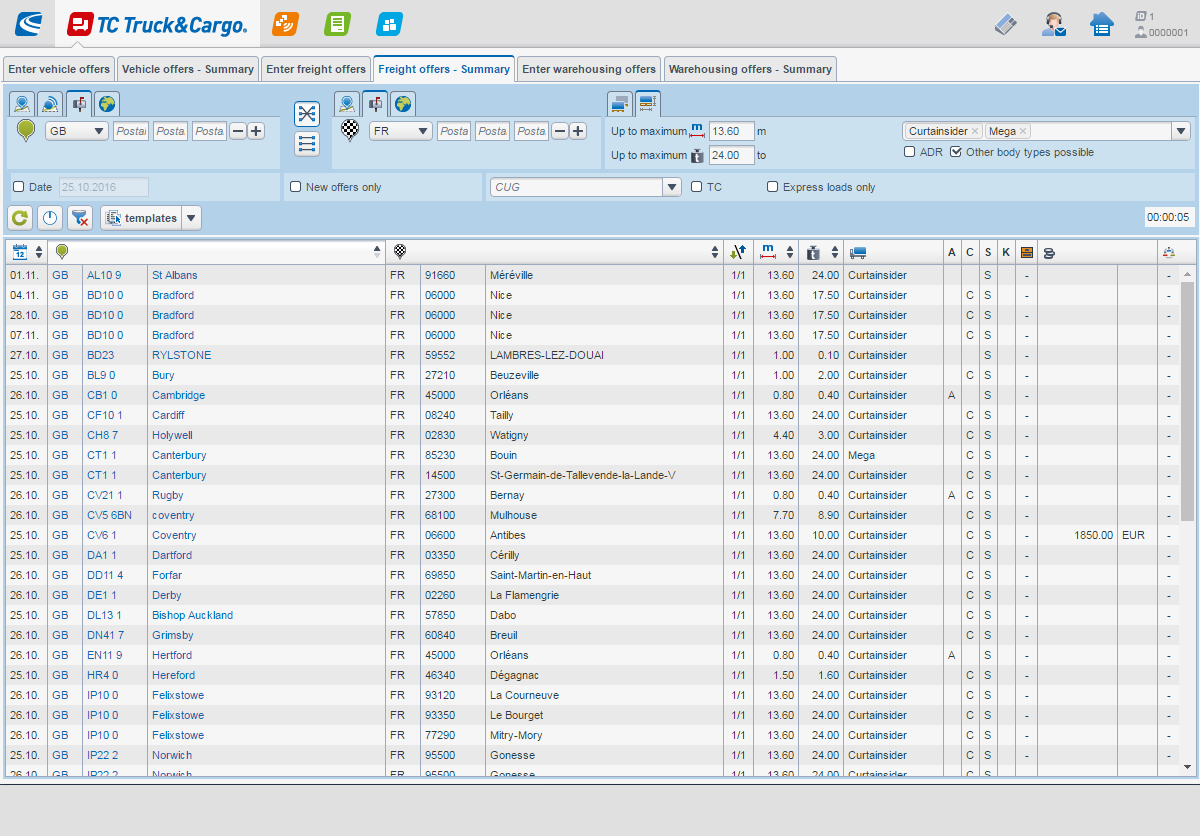 TC Truck&Cargo.
1
0000001
Enter vehicle offers Vehicle offers - Summary Enter freight offers Freight offers - Summary Enter warehousing offers Warehousing offers - Summary
GB Postal Posta. Posta. FR Posta Posta. Posta. Up to maximum m 13.60 m Curtainsider × Mega ×
Up to maximum t 24.00 to ADR Other body types possible
Date 25.10.2016 New offers only CUG TC Express loads only
templates 00:00:05
12 m t A C S K
01.11. GB AL10 9 St Albans FR 91660 Méréville 1/1 13.60 24.00 Curtainsider S - -
04.11. GB BD10 0 Bradford FR 06000 Nice 1/1 13.60 17.50 Curtainsider C S - -
28.10. GB BD10 0 Bradford FR 06000 Nice 1/1 13.60 17.50 Curtainsider C S - -
07.11. GB BD10 0 Bradford FR 06000 Nice 1/1 13.60 17.50 Curtainsider C S - -
27.10. GB BD23 RYLSTONE FR 59552 LAMBRES-LEZ-DOUAI 1/1 1.00 0.10 Curtainsider S - -
25.10. GB BL9 0 Bury FR 27210 Beuzeville 1/1 1.00 2.00 Curtainsider C S - -
26.10. GB CB1 0 Cambridge FR 45000 Orléans 1/1 0.80 0.40 Curtainsider A S - -
25.10. GB CF10 1 Cardiff FR 08240 Tailly 1/1 13.60 24.00 Curtainsider C S - -
25.10. GB CH8 7 Holywell FR 02830 Watigny 1/1 4.40 3.00 Curtainsider C S - -
25.10. GB CT1 1 Canterbury FR 85230 Bouin 1/1 13.60 24.00 Mega C S - -
25.10. GB CT1 1 Canterbury FR 14500 St-Germain-de-Tallevende-la-Lande-V 1/1 13.60 24.00 Curtainsider C S - -
26.10. GB CV21 1 Rugby FR 27300 Bernay 1/1 0.80 0.40 Curtainsider A C S - -
26.10. GB CV5 6BN coventry FR 68100 Mulhouse 1/1 7.70 8.90 Curtainsider C S - -
25.10. GB CV6 1 Coventry FR 06600 Antibes 1/1 13.60 10.00 Curtainsider C S - 1850.00 EUR -
25.10. GB DA1 1 Dartford FR 03350 Cérilly 1/1 13.60 24.00 Curtainsider C S - -
26.10. GB DD11 4 Forfar FR 69850 Saint-Martin-en-Haut 1/1 13.60 24.00 Curtainsider C S - -
26.10. GB DE1 1 Derby FR 02260 La Flamengrie 1/1 13.60 24.00 Curtainsider C S - -
25.10. GB DL13 1 Bishop Auckland FR 57850 Dabo 1/1 13.60 24.00 Curtainsider C S - -
26.10. GB DN41 7 Grimsby FR 60840 Breuil 1/1 13.60 24.00 Curtainsider C S - -
26.10. GB EN11 9 Hertford FR 45000 Orléans 1/1 0.80 0.40 Curtainsider A S - -
25.10. GB HR4 0 Hereford FR 46340 Dégagnac 1/1 1.50 1.60 Curtainsider C S - -
26.10. GB IP10 0 Felixstowe FR 93120 La Courneuve 1/1 13.60 24.00 Curtainsider C S - -
26.10. GB IP10 0 Felixstowe FR 93350 Le Bourget 1/1 13.60 24.00 Curtainsider C S - -
26.10. GB IP10 0 Felixstowe FR 77290 Mitry-Mory 1/1 13.60 24.00 Curtainsider C S - -
25.10. GB IP22 2 Norwich FR 95500 Gonesse 1/1 13.60 24.00 Curtainsider C S - -
26.10. GB IP22 2 Norwich FR 95500 Gonesse 1/1 13.60 24.00 Curtainsider C S - -